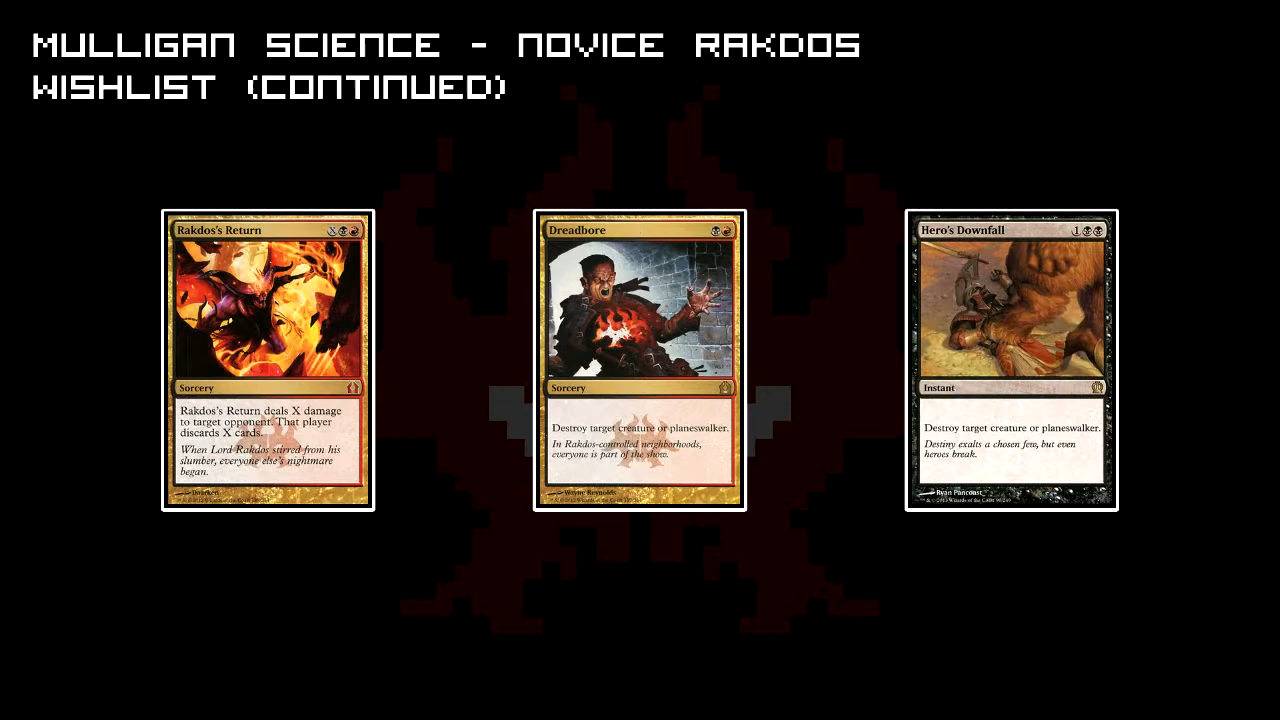 MULLIGAN SCIENCE - NOVICE RAKDOS
WISHLIST (CONTINUED)
Rakdos's Return X
Sorcery
Rakdos's Return deals X damage
to target opponent. That player
discards X cards.
When Lord Rakdos stirred from his
slumber, everyone else's nightmare
began.
Dreadbore
Sorcery
Destroy target creature or planeswalker.
In Rakdos-controlled neighborhoods,
everyone is part of the show.
Wayne Reynolds
Hero's Downfall 1
Instant
Destroy target creature or planeswalker.
Destiny exalts a chosen few, but even
heroes break.
Ryan Pancoast